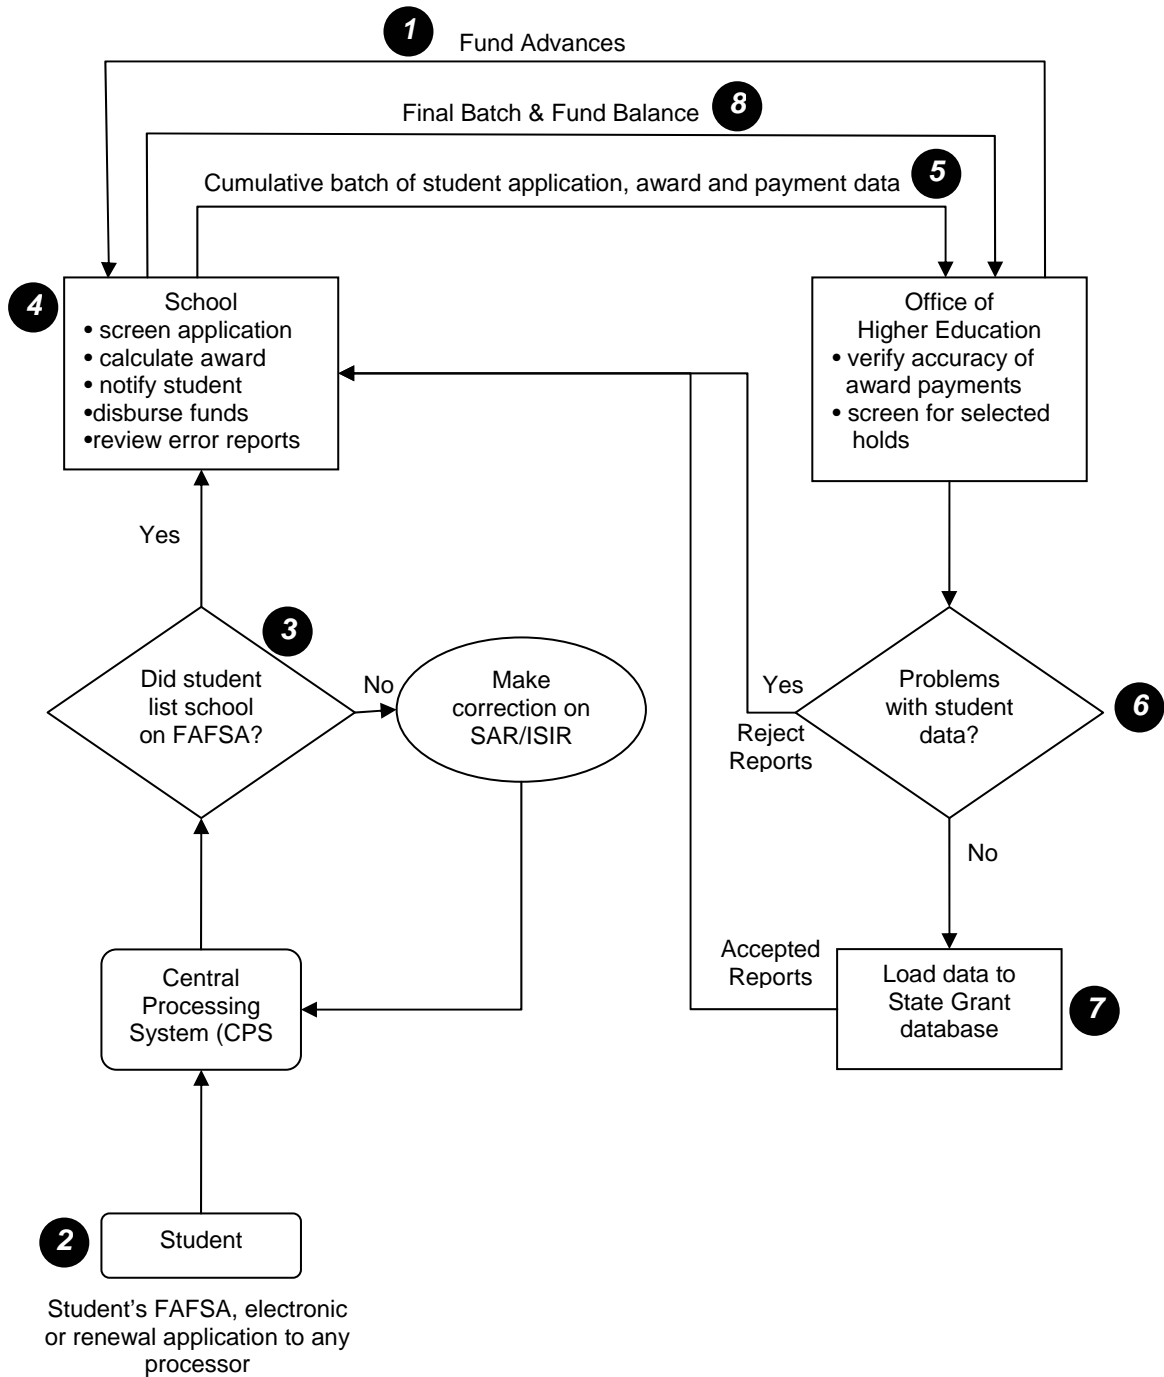 1
Fund Advances
Final Batch & Fund Balance
8
Cumulative batch of student application, award and payment data
5
4
School
• screen application
• calculate award
• notify student
•disburse funds
•review error reports
Office of
Higher Education
• verify accuracy of
award payments
• screen for selected
holds
Yes
3
Did student
list school
on FAFSA?
No
Make
correction on
SAR/ISIR
Yes
Reject
Reports
Problems
with student
data?
6
No
Central
Processing
System (CPS
Accepted
Reports
Load data to
State Grant
database
7
2
Student
Student's FAFSA, electronic
or renewal application to any
processor